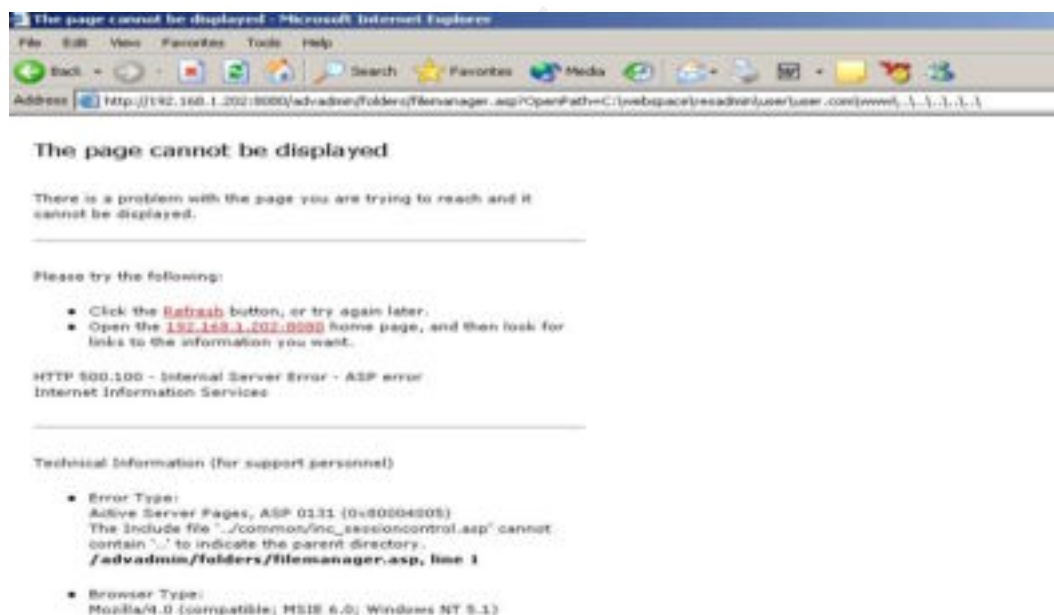 The page cannot be displayed - Microsoft Internet Explorer
File Edit View Favorites Tools Help
Back Search Favorites Media
Address http://192.168.1.202:8080/advadmin/folders/filemanager.asp?OpenPath=C:\webspace\resadmin\user\user.com\www\..\..\..\..\..\
The page cannot be displayed
There is a problem with the page you are trying to reach and it
cannot be displayed.
Please try the following:
Click the Refresh button, or try again later.
Open the 192.168.1.202:8080 home page, and then look for
links to the information you want.
HTTP 500.100 - Internal Server Error - ASP error
Internet Information Services
Technical Information (for support personnel)
Error Type:
Active Server Pages, ASP 0131 (0x80004005)
The Include file '../common/inc_sessioncontrol.asp' cannot
contain '..' to indicate the parent directory.
/advadmin/folders/filemanager.asp, line 1
Browser Type:
Mozilla/4.0 (compatible; MSIE 6.0; Windows NT 5.1)